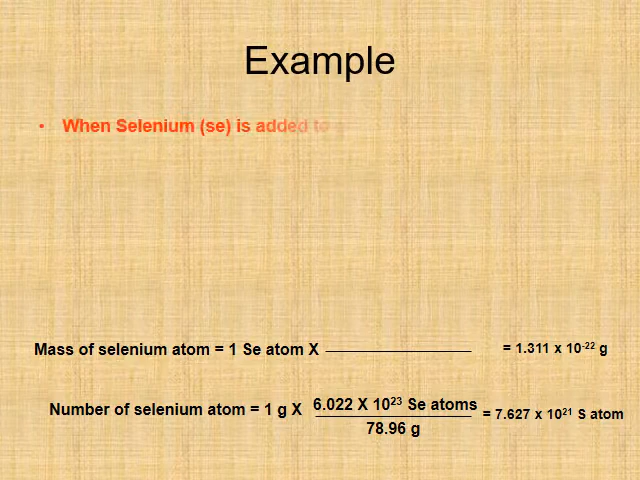 Example
• When Selenium (se) is added to
Mass of selenium atom = 1 Se atom X = 1.311 x 10-22 g
Number of selenium atom = 1 g X 6.022 X 1023 Se atoms = 7.627 x 1021 S atom
78.96 g